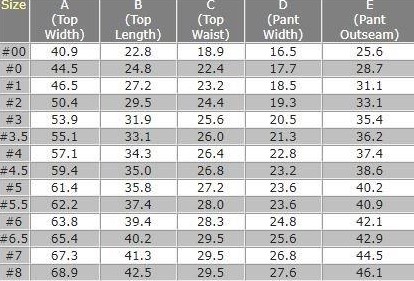 Size A (Top Width) B (Top Length) C (Top Waist) D (Pant Width) E (Pant Outseam)
#00 40.9 22.8 18.9 16.5 25.6
#0 44.5 24.8 22.4 17.7 28.7
#1 46.5 27.2 23.2 18.5 31.1
#2 50.4 29.5 24.4 19.3 33.1
#3 53.9 31.9 25.6 20.5 35.4
#3.5 55.1 33.1 26.0 21.3 36.2
#4 57.1 34.3 26.4 22.8 37.4
#4.5 59.4 35.0 26.8 23.2 38.6
#5 61.4 35.8 27.2 23.6 40.2
#5.5 62.2 37.4 28.0 23.6 40.9
#6 63.8 39.4 28.3 24.8 42.1
#6.5 65.4 40.2 29.5 25.6 42.9
#7 67.3 41.3 29.5 26.8 44.5
#8 68.9 42.5 29.5 27.6 46.1